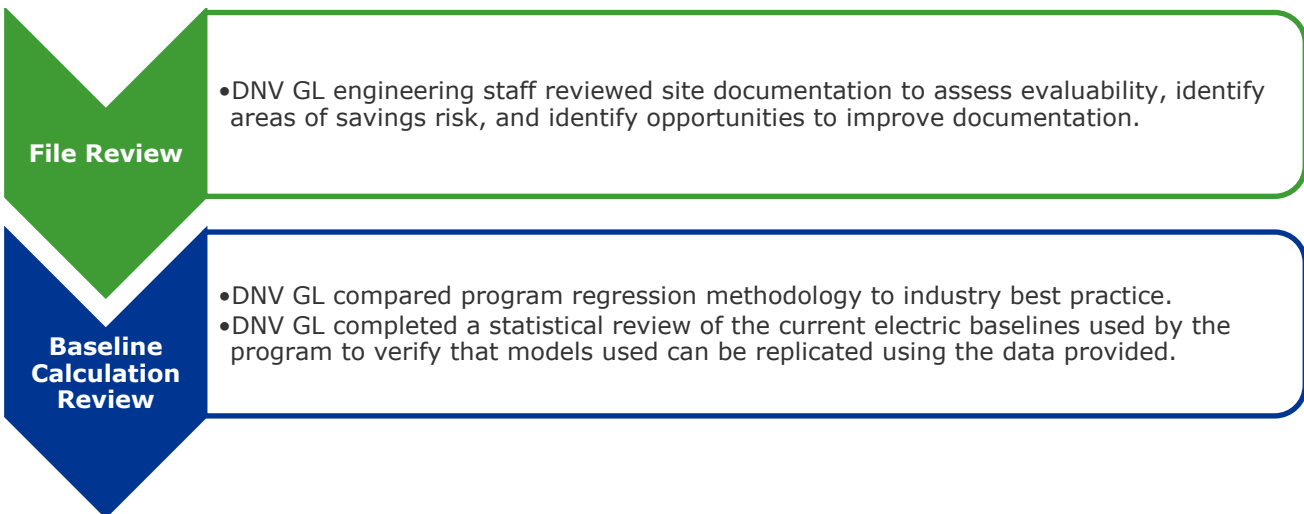 File Review
•DNV GL engineering staff reviewed site documentation to assess evaluability, identify
areas of savings risk, and identify opportunities to improve documentation.
Baseline
Calculation
Review
•DNV GL compared program regression methodology to industry best practice.
•DNV GL completed a statistical review of the current electric baselines used by the
program to verify that models used can be replicated using the data provided.